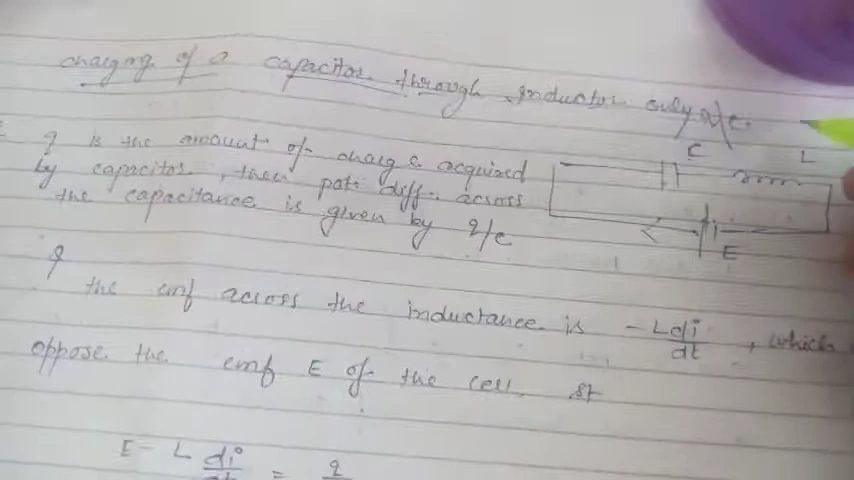 charging of a capacitor through inductor only
q is the amount of charge acquired
by capacitor, then pot. diff. across
the capacitance is given by q/c
C
L
E
the emf across the inductance is - L di/dt , which
oppose the emf E of the cell. st
E - L di/dt = q